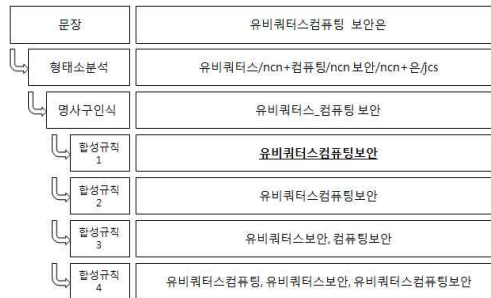 문장 유비쿼터스컴퓨팅 보안은
형태소분석 유비쿼터스/ncn+컴퓨팅/ncn 보안/ncn+은/jcs
명사구인식 유비쿼터스_컴퓨팅 보안
합성규칙
1
유비쿼터스컴퓨팅보안
합성규칙
2
유비쿼터스컴퓨팅보안
합성규칙
3
유비쿼터스보안, 컴퓨팅보안
합성규칙
4
유비쿼터스컴퓨팅, 유비쿼터스보안, 유비쿼터스컴퓨팅보안